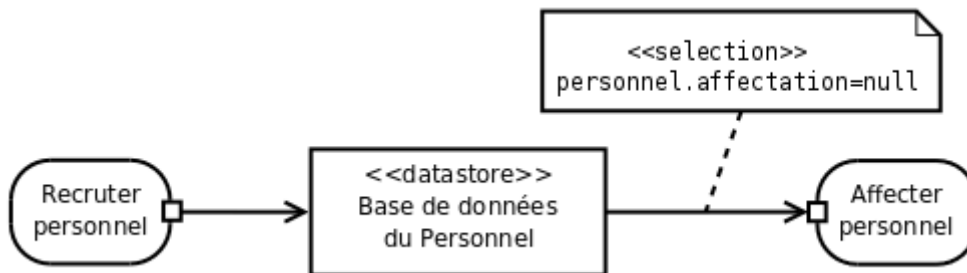 <<selection>>
personnel.affectation=null
Recruter
personnel
<<datastore>>
Base de données
du Personnel
Affecter
personnel